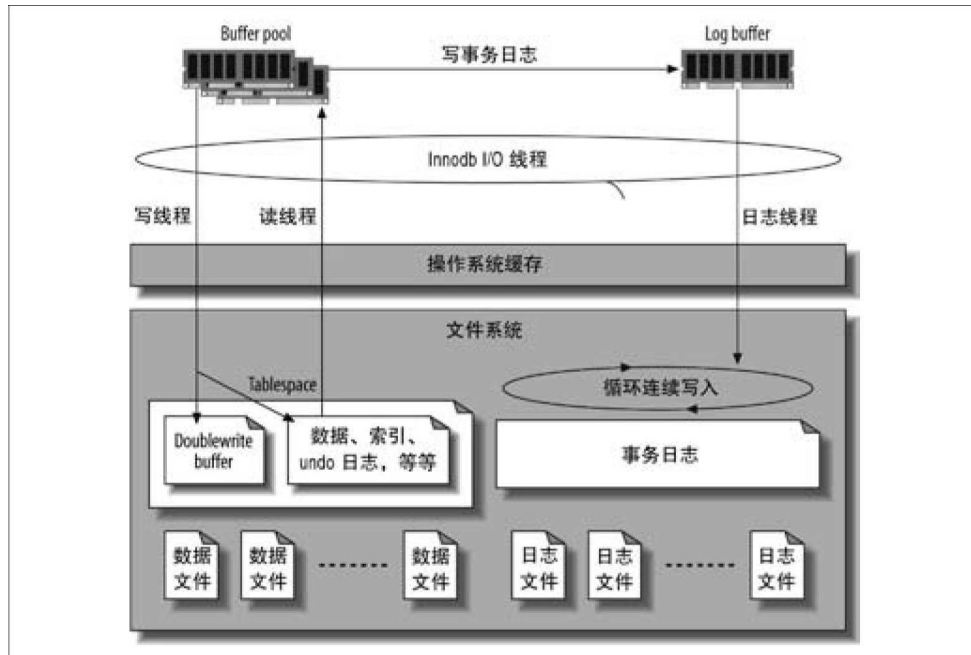 Buffer pool
Log buffer
写事务日志
Innodb I/O 线程
写线程
读线程
日志线程
操作系统缓存
文件系统
Tablespace
循环连续写入
Doublewrite
buffer
数据、索引、
undo 日志，等等
事务日志
数据
文件
数据
文件
数据
文件
日志
文件
日志
文件
日志
文件